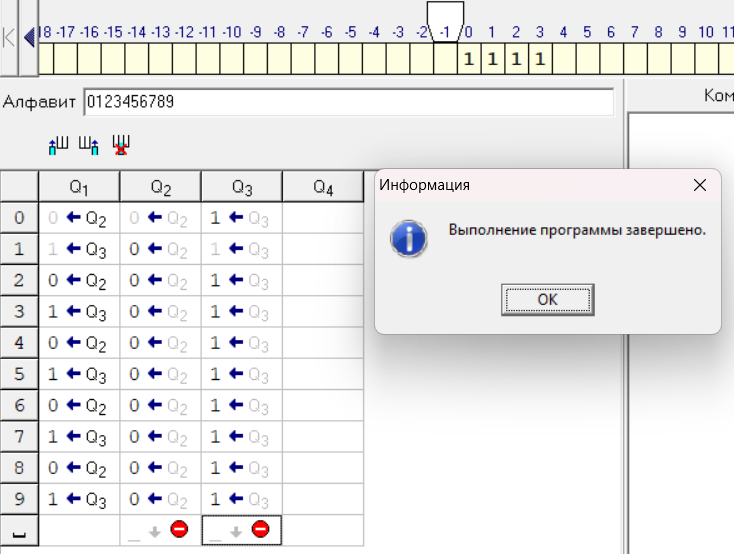 -18 -17 -16 -15 -14 -13 -12 -11 -10 -9 -8 -7 -6 -5 -4 -3 -2 -1 0 1 2 3 4 5 6 7 8 9 10 11
1 1 1 1
Алфавит 0123456789
Ком
Q1 Q2 Q3 Q4
0 0 ← Q2 0 ← Q2 1 ← Q3
1 1 ← Q3 0 ← Q2 1 ← Q3
2 0 ← Q2 0 ← Q2 1 ← Q3
3 1 ← Q3 0 ← Q2 1 ← Q3
4 0 ← Q2 0 ← Q2 1 ← Q3
5 1 ← Q3 0 ← Q2 1 ← Q3
6 0 ← Q2 0 ← Q2 1 ← Q3
7 1 ← Q3 0 ← Q2 1 ← Q3
8 0 ← Q2 0 ← Q2 1 ← Q3
9 1 ← Q3 0 ← Q2 1 ← Q3
␣ _ ↓ _ ↓
Информация
Выполнение программы завершено.
OK